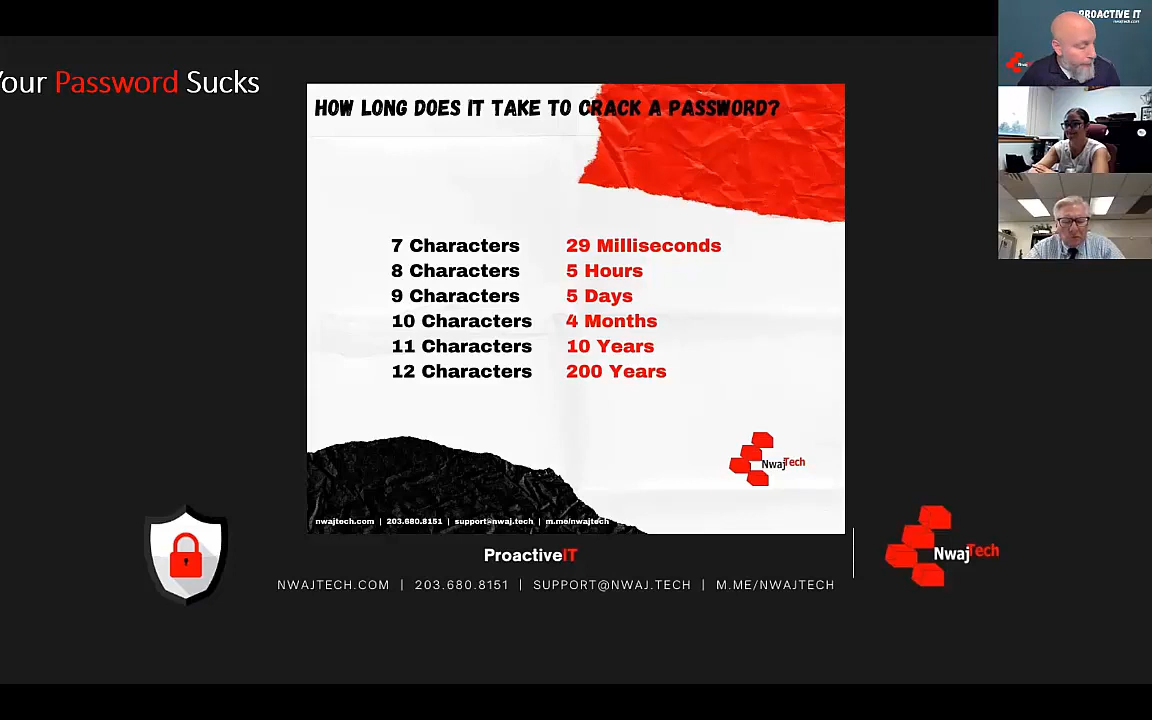 PROACTIVE IT
our Password Sucks
HOW LONG DOES IT TAKE TO CRACK A PASSWORD?
7 Characters 29 Milliseconds
8 Characters 5 Hours
9 Characters 5 Days
10 Characters 4 Months
11 Characters 10 Years
12 Characters 200 Years
NwajTech
nwajtech.com | 203.680.8151 | support@nwaj.tech | m.me/nwajtech
ProactiveIT
NWAJTECH.COM | 203.680.8151 | SUPPORT@NWAJ.TECH | M.ME/NWAJTECH
NwajTech